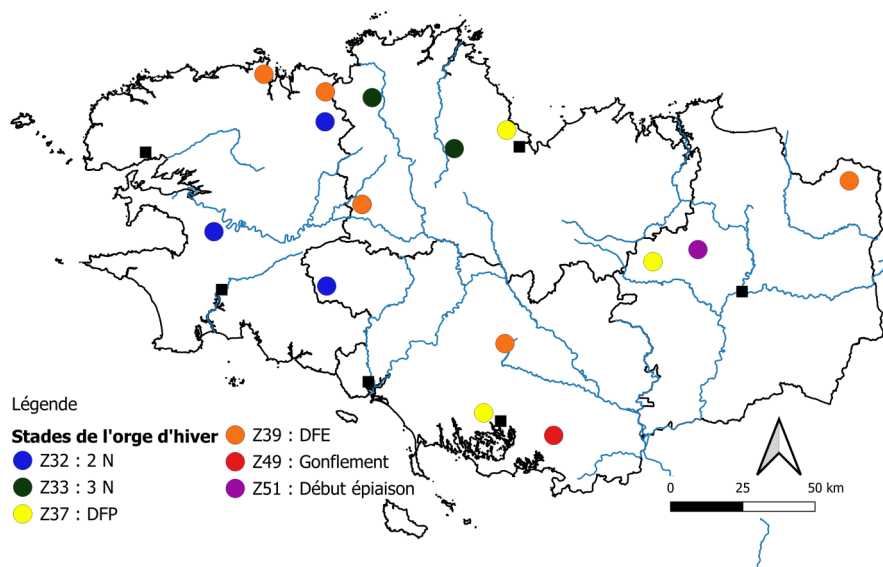 Légende
Stades de l'orge d'hiver
Z32 : 2 N
Z33 : 3 N
Z37 : DFP
Z39 : DFE
Z49 : Gonflement
Z51 : Début épiaison
0 25 50 km